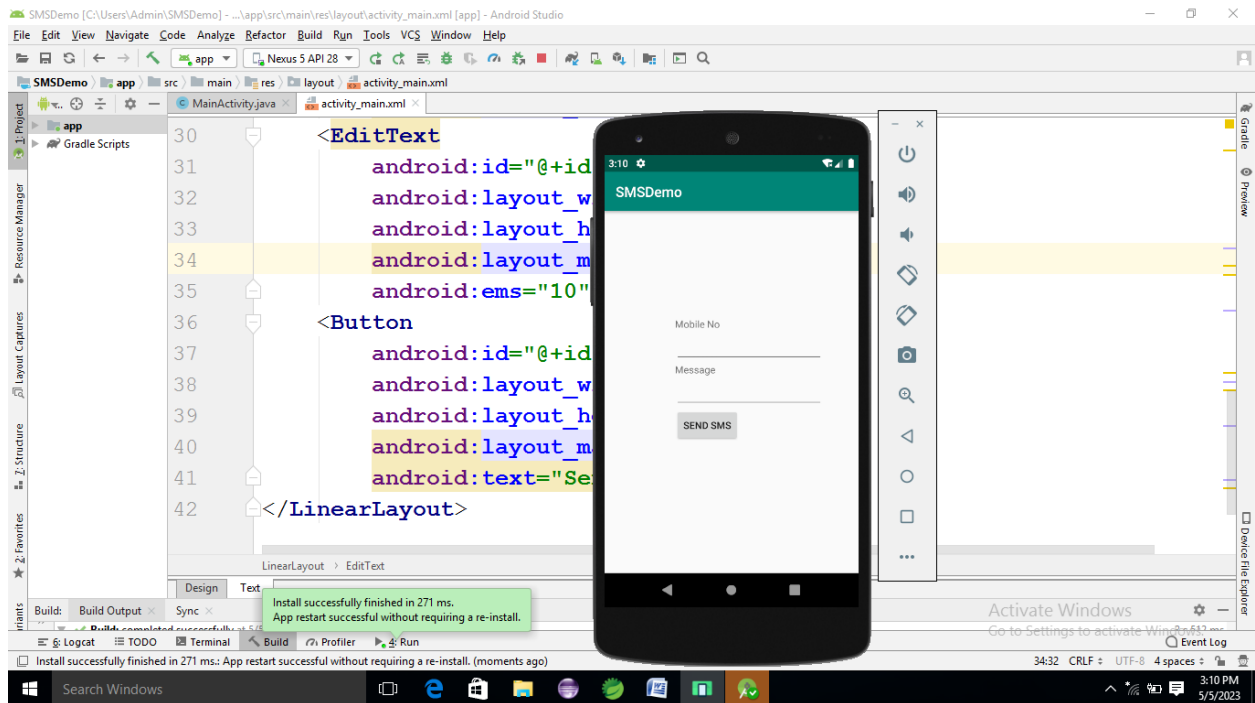 SMSDemo [C:\Users\Admin\SMSDemo] - ...\app\src\main\res\layout\activity_main.xml [app] - Android Studio
File Edit View Navigate Code Analyze Refactor Build Run Tools VCS Window Help
app Nexus 5 API 28
SMSDemo app src main res layout activity_main.xml
MainActivity.java activity_main.xml
1: Project
Resource Manager
Layout Captures
7: Structure
2: Favorites
app
Gradle Scripts
30 <EditText
31 android:id="@+id
32 android:layout_w
33 android:layout_h
34 android:layout_m
35 android:ems="10"
36 <Button
37 android:id="@+id
38 android:layout_w
39 android:layout_h
40 android:layout_m
41 android:text="Se
42 </LinearLayout>
3:10
SMSDemo
Mobile No
Message
SEND SMS
Gradle
Preview
Device File Explorer
LinearLayout › EditText
Design Text
Install successfully finished in 271 ms.
App restart successful without requiring a re-install.
Build: Build Output Sync
Activate Windows
Go to Settings to activate Windows.
6: Logcat TODO Terminal Build Profiler 4: Run Event Log
Install successfully finished in 271 ms.: App restart successful without requiring a re-install. (moments ago)
34:32 CRLF UTF-8 4 spaces
Search Windows
3:10 PM
5/5/2023